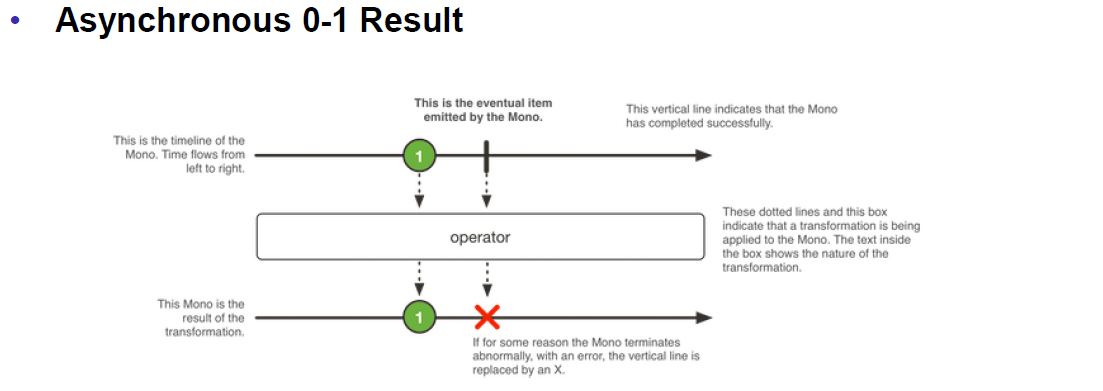 • Asynchronous 0-1 Result
This is the eventual item
emitted by the Mono.
This vertical line indicates that the Mono
has completed successfully.
This is the timeline of the
Mono. Time flows from
left to right.
1
These dotted lines and this box
indicate that a transformation is being
applied to the Mono. The text inside
the box shows the nature of the
transformation.
operator
This Mono is the
result of the
transformation.
1
If for some reason the Mono terminates
abnormally, with an error, the vertical line is
replaced by an X.